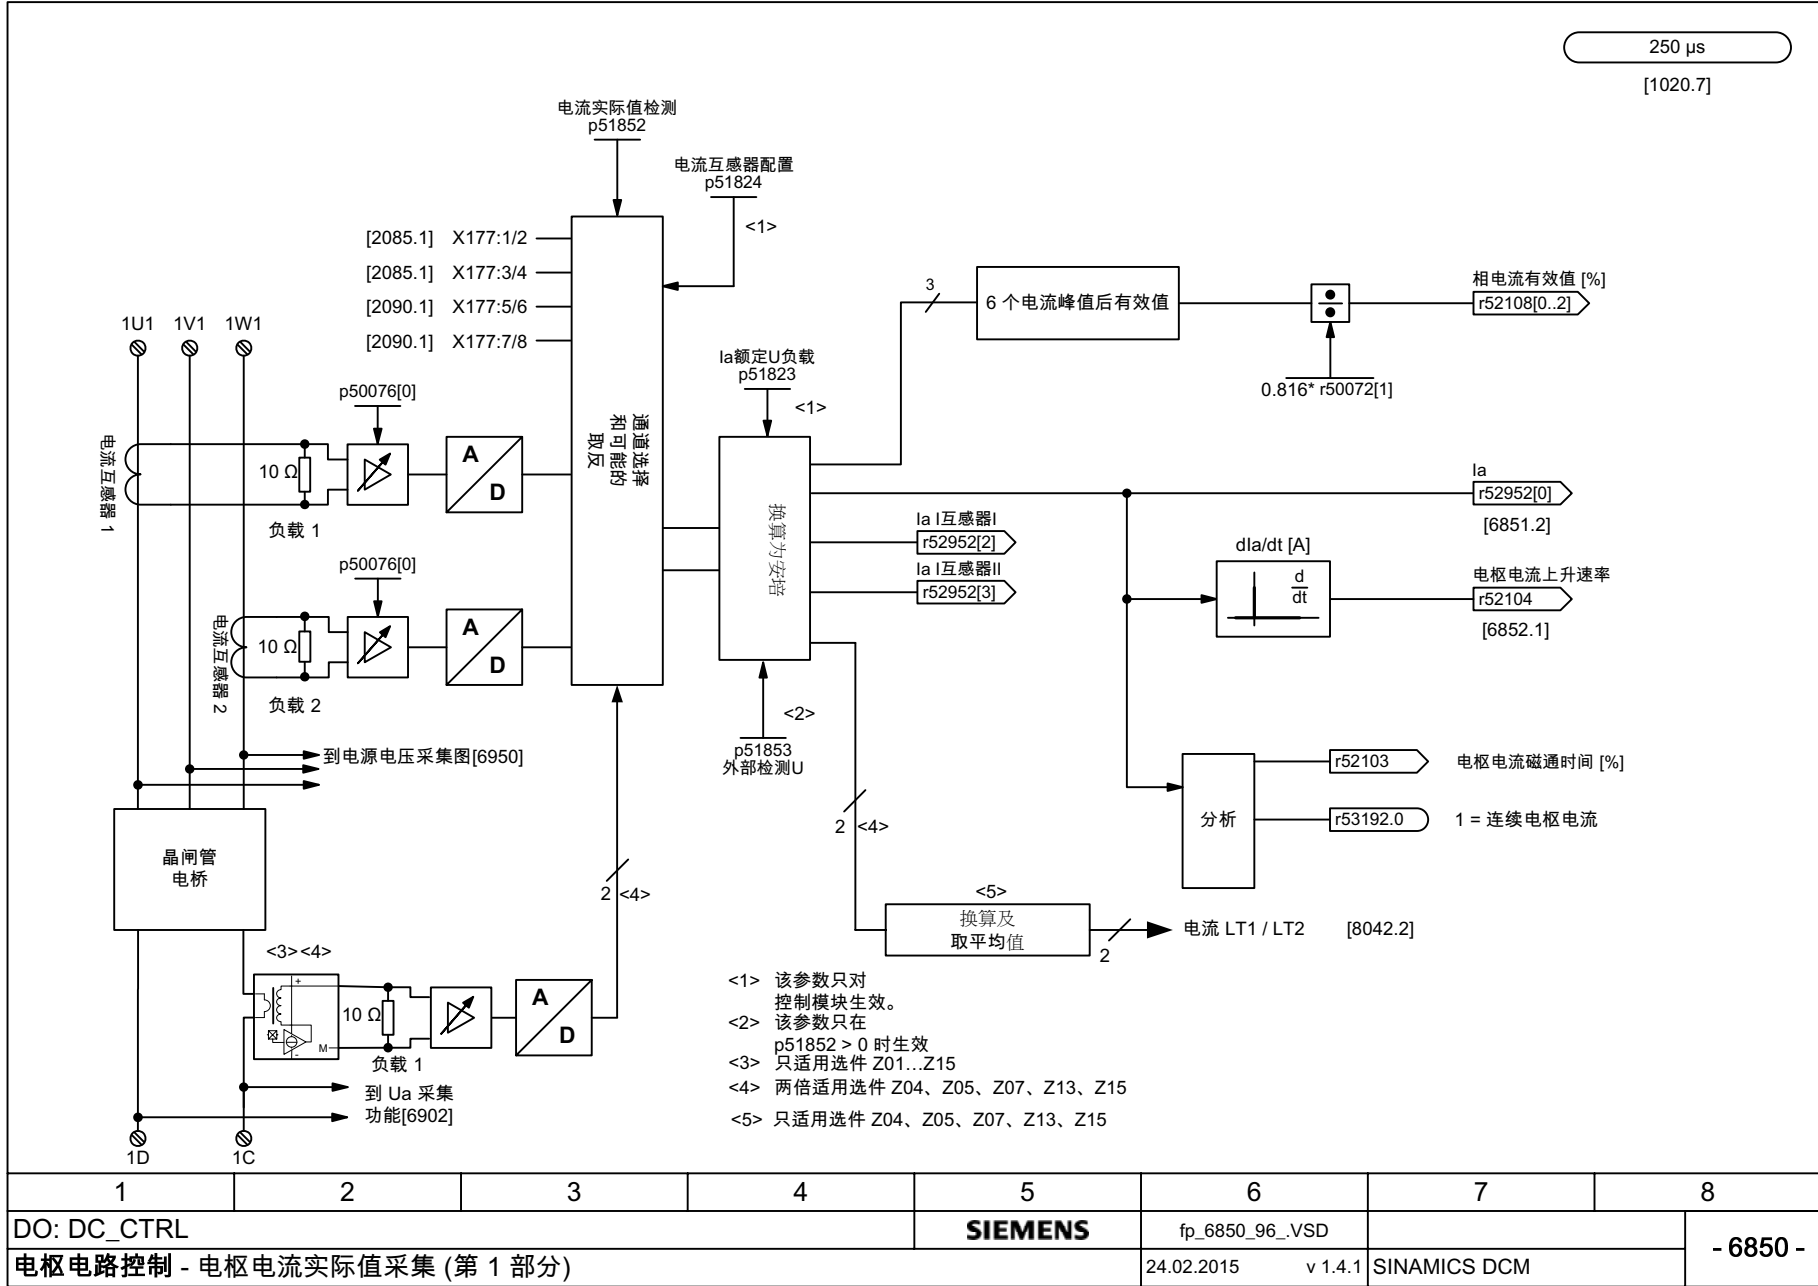 250 µs
[1020.7]
电流实际值检测
p51852
电流互感器配置
p51824
<1>
[2085.1] X177:1/2
[2085.1] X177:3/4
[2090.1] X177:5/6
[2090.1] X177:7/8
3
6 个电流峰值后有效值
相电流有效值 [%]
r52108[0..2]
0.816* r50072[1]
1U1 1V1 1W1
Ia额定U负载
p51823
<1>
p50076[0]
电流互感器 1
10 Ω
负载 1
A
D
通道选择
和可能的
取反
换算为安培
Ia
r52952[0]
[6851.2]
Ia I互感器I
r52952[2]
Ia I互感器II
r52952[3]
dIa/dt [A]
d
dt
电枢电流上升速率
r52104
[6852.1]
p50076[0]
电流互感器 2
10 Ω
负载 2
A
D
<2>
p51853
外部检测U
到电源电压采集图[6950]
r52103
电枢电流磁通时间 [%]
分析
r53192.0
1 = 连续电枢电流
2 <4>
晶闸管
电桥
2 <4>
<5>
换算及
取平均值
2
电流 LT1 / LT2 [8042.2]
<3><4>
+
-
M
10 Ω
负载 1
A
D
到 Ua 采集
功能[6902]
1D 1C
<1> 该参数只对
控制模块生效。
<2> 该参数只在
p51852 > 0 时生效
<3> 只适用选件 Z01...Z15
<4> 两倍适用选件 Z04、Z05、Z07、Z13、Z15
<5> 只适用选件 Z04、Z05、Z07、Z13、Z15
1 2 3 4 5 6 7 8
DO: DC_CTRL
SIEMENS
fp_6850_96_.VSD
- 6850 -
电枢电路控制 - 电枢电流实际值采集 (第 1 部分)
24.02.2015 v 1.4.1 SINAMICS DCM